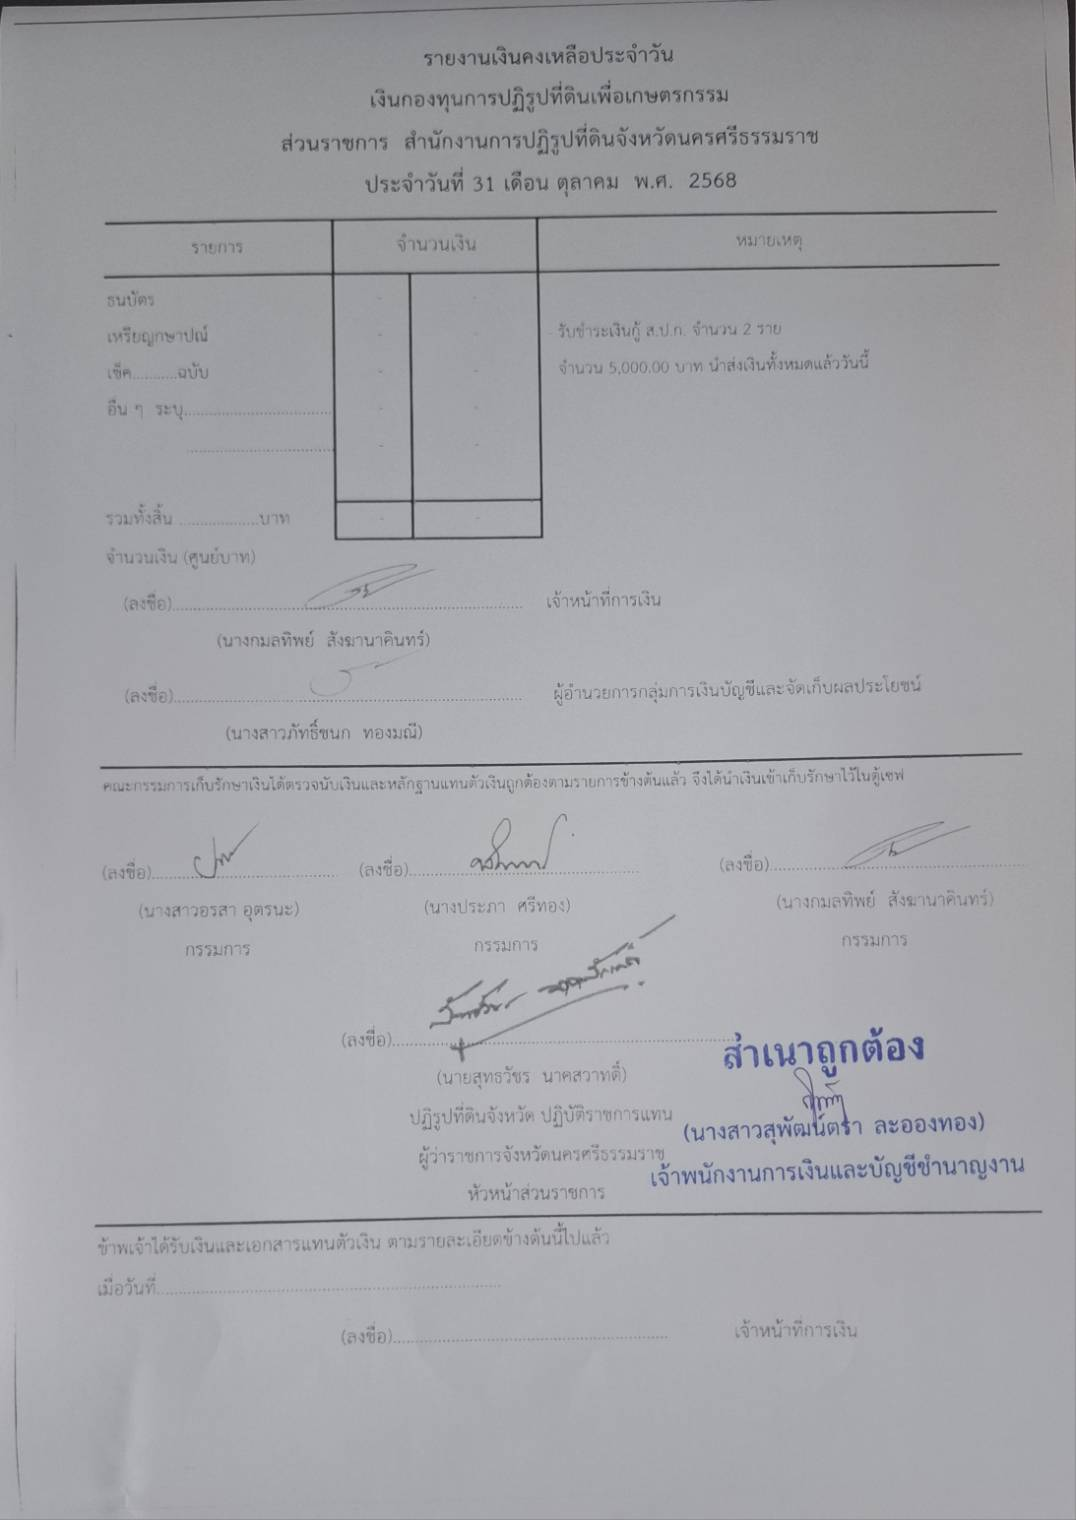 รายงานเงินคงเหลือประจำวัน
เงินกองทุนการปฏิรูปที่ดินเพื่อเกษตรกรรม
ส่วนราชการ สำนักงานการปฏิรูปที่ดินจังหวัดนครศรีธรรมราช
ประจำวันที่ 31 เดือน ตุลาคม พ.ศ. 2568
รายการ จำนวนเงิน หมายเหตุ
ธนบัตร - -
เหรียญกษาปณ์ - - - รับชำระเงินกู้ ส.ป.ก. จำนวน 2 ราย
เช็ค...........ฉบับ - - จำนวน 5,000.00 บาท นำส่งเงินทั้งหมดแล้ววันนี้
อื่น ๆ ระบุ.................................... - -
.................................... - -
รวมทั้งสิ้น ....................บาท - -
จำนวนเงิน (ศูนย์บาท)
(ลงชื่อ)........................................ เจ้าหน้าที่การเงิน
(นางกมลทิพย์ สังฆานาคินทร์)
(ลงชื่อ)........................................ ผู้อำนวยการกลุ่มการเงินบัญชีและจัดเก็บผลประโยชน์
(นางสาวภัทธิ์ชนก ทองมณี)
คณะกรรมการเก็บรักษาเงินได้ตรวจนับเงินและหลักฐานแทนตัวเงินถูกต้องตามรายการข้างต้นแล้ว จึงได้นำเงินเข้าเก็บรักษาไว้ในตู้เซฟ
(ลงชื่อ)........................................ (ลงชื่อ)........................................ (ลงชื่อ)........................................
(นางสาวอรสา อุตรนะ) (นางประภา ศรีทอง) (นางกมลทิพย์ สังฆานาคินทร์)
กรรมการ กรรมการ กรรมการ
(ลงชื่อ)........................................
สำเนาถูกต้อง
(นายสุทธวัชร นาคสวาทดิ์)
ปฏิรูปที่ดินจังหวัด ปฏิบัติราชการแทน
(นางสาวสุพัฒน์ตรา ละอองทอง)
ผู้ว่าราชการจังหวัดนครศรีธรรมราช
เจ้าพนักงานการเงินและบัญชีชำนาญงาน
หัวหน้าส่วนราชการ
ข้าพเจ้าได้รับเงินและเอกสารแทนตัวเงิน ตามรายละเอียดข้างต้นนี้ไปแล้ว
เมื่อวันที่........................................
(ลงชื่อ)........................................ เจ้าหน้าที่การเงิน